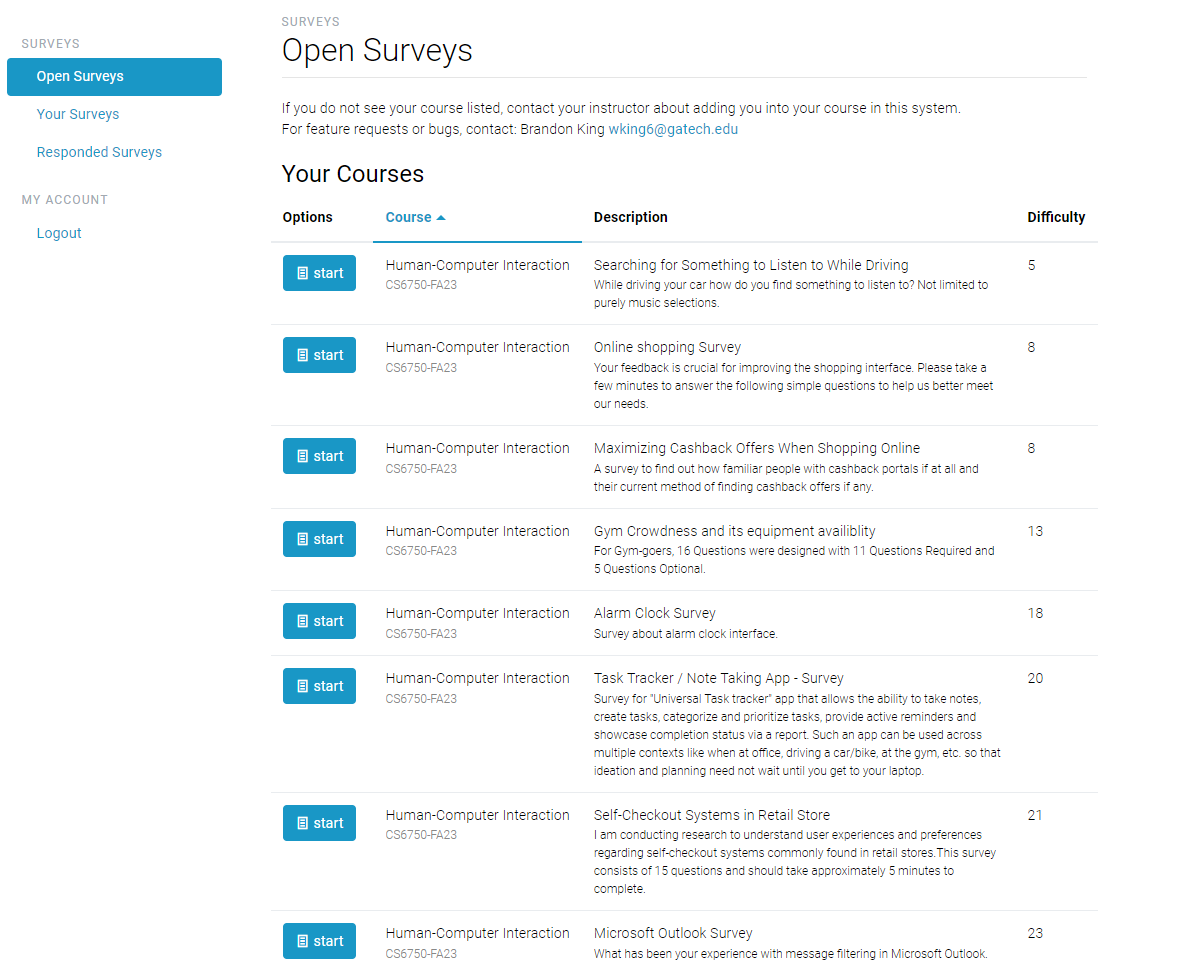 SURVEYS
Open Surveys
Your Surveys
Responded Surveys
MY ACCOUNT
Logout
SURVEYS
Open Surveys
If you do not see your course listed, contact your instructor about adding you into your course in this system.
For feature requests or bugs, contact: Brandon King wking6@gatech.edu
Your Courses
Options Course Description Difficulty
start Human-Computer Interaction Searching for Something to Listen to While Driving 5
CS6750-FA23 While driving your car how do you find something to listen to? Not limited to
purely music selections.
start Human-Computer Interaction Online shopping Survey 8
CS6750-FA23 Your feedback is crucial for improving the shopping interface. Please take a
few minutes to answer the following simple questions to help us better meet
our needs.
start Human-Computer Interaction Maximizing Cashback Offers When Shopping Online 8
CS6750-FA23 A survey to find out how familiar people with cashback portals if at all and
their current method of finding cashback offers if any.
start Human-Computer Interaction Gym Crowdness and its equipment availiblity 13
CS6750-FA23 For Gym-goers, 16 Questions were designed with 11 Questions Required and
5 Questions Optional.
start Human-Computer Interaction Alarm Clock Survey 18
CS6750-FA23 Survey about alarm clock interface.
start Human-Computer Interaction Task Tracker / Note Taking App - Survey 20
CS6750-FA23 Survey for "Universal Task tracker" app that allows the ability to take notes,
create tasks, categorize and prioritize tasks, provide active reminders and
showcase completion status via a report. Such an app can be used across
multiple contexts like when at office, driving a car/bike, at the gym, etc. so that
ideation and planning need not wait until you get to your laptop.
start Human-Computer Interaction Self-Checkout Systems in Retail Store 21
CS6750-FA23 I am conducting research to understand user experiences and preferences
regarding self-checkout systems commonly found in retail stores.This survey
consists of 15 questions and should take approximately 5 minutes to
complete.
start Human-Computer Interaction Microsoft Outlook Survey 23
CS6750-FA23 What has been your experience with message filtering in Microsoft Outlook.